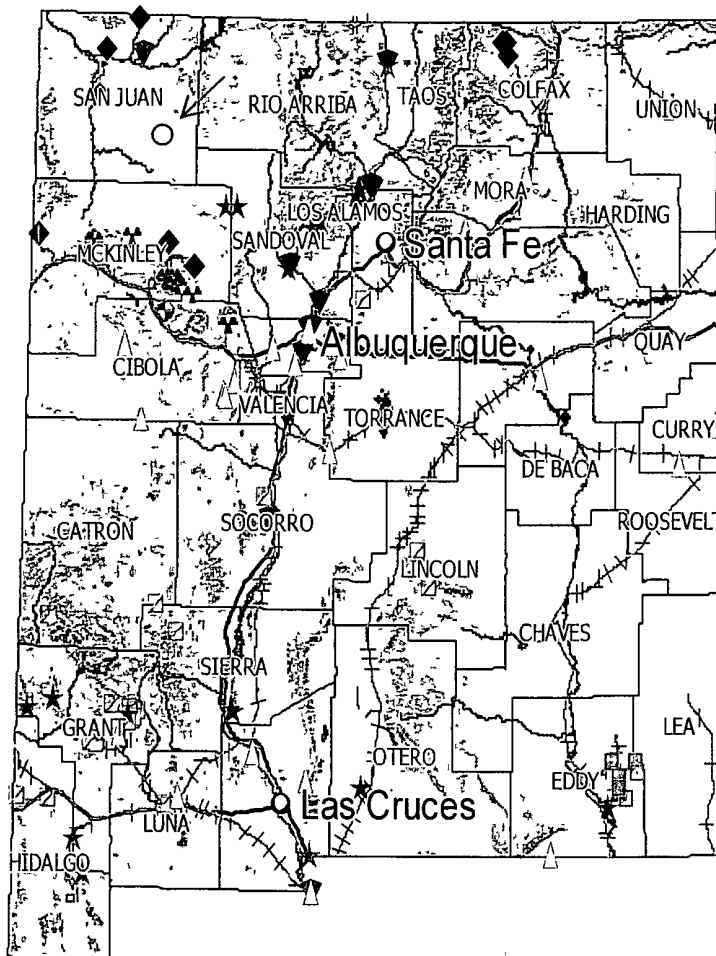 SAN JUAN
RIO ARRIBA
TAOS
COLFAX
UNION
MORA
LOS ALAMOS
HARDING
SANDOVAL
MCKINLEY
Santa Fe
Albuquerque
QUAY
CIBOLA
VALENCIA
TORRANCE
CURRY
DE BACA
SOCORRO
ROOSEVELT
CATRON
LINCOLN
CHAVES
SIERRA
GRANT
LEA
OTERO
EDDY
Las Cruces
LUNA
HIDALGO